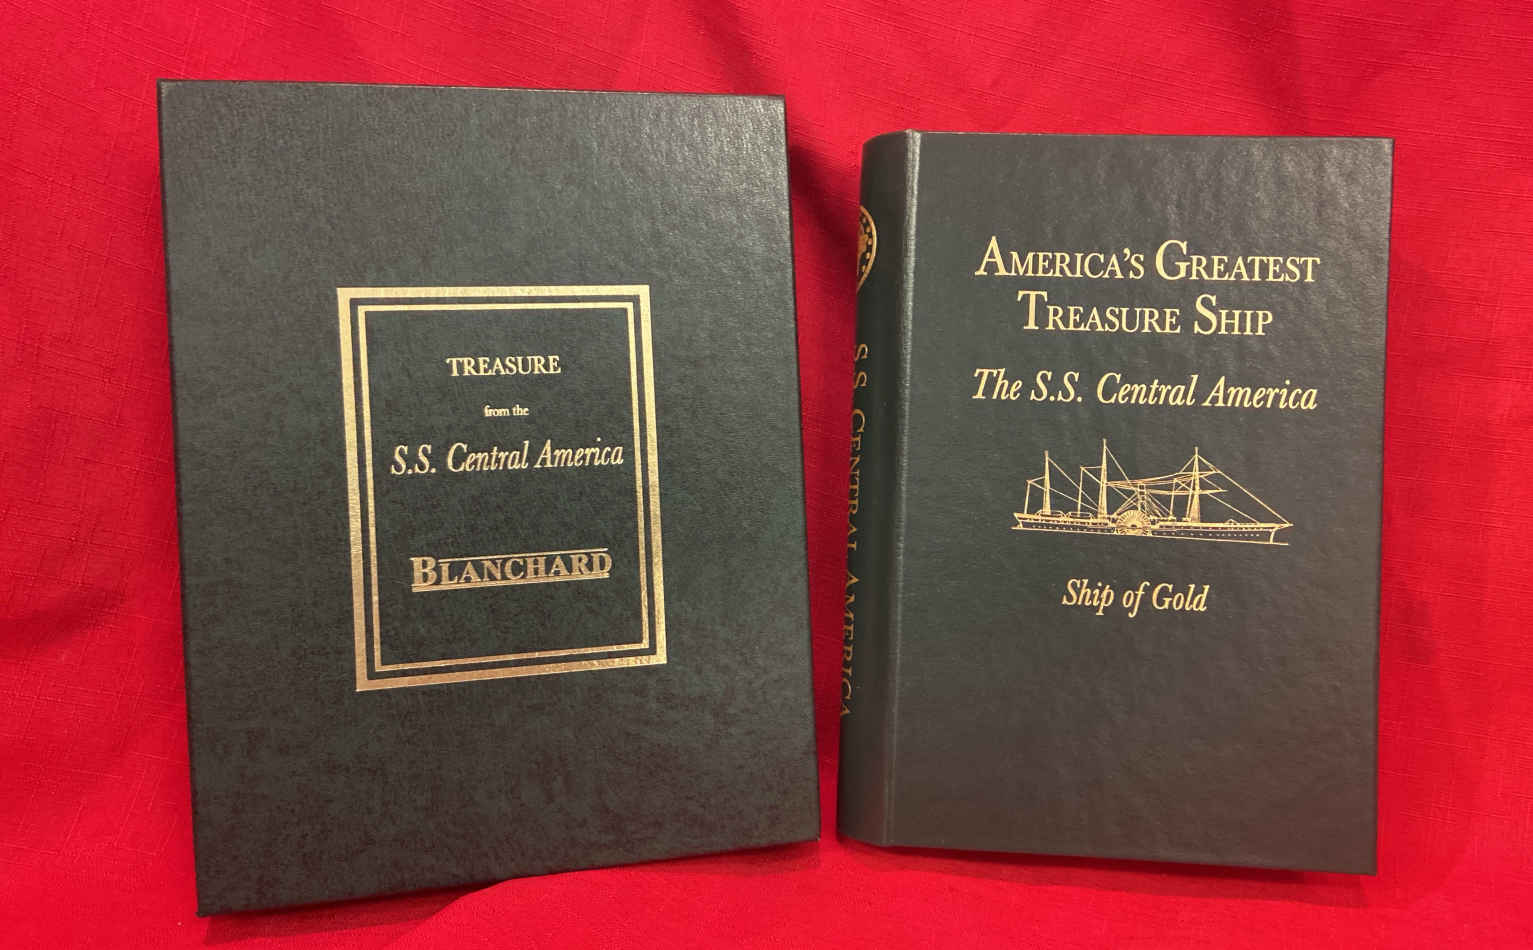 TREASURE
from the
S.S. Central America
BLANCHARD
S.S. CENTRAL AMERICA
AMERICA'S GREATEST
TREASURE SHIP
The S.S. Central America
Ship of Gold